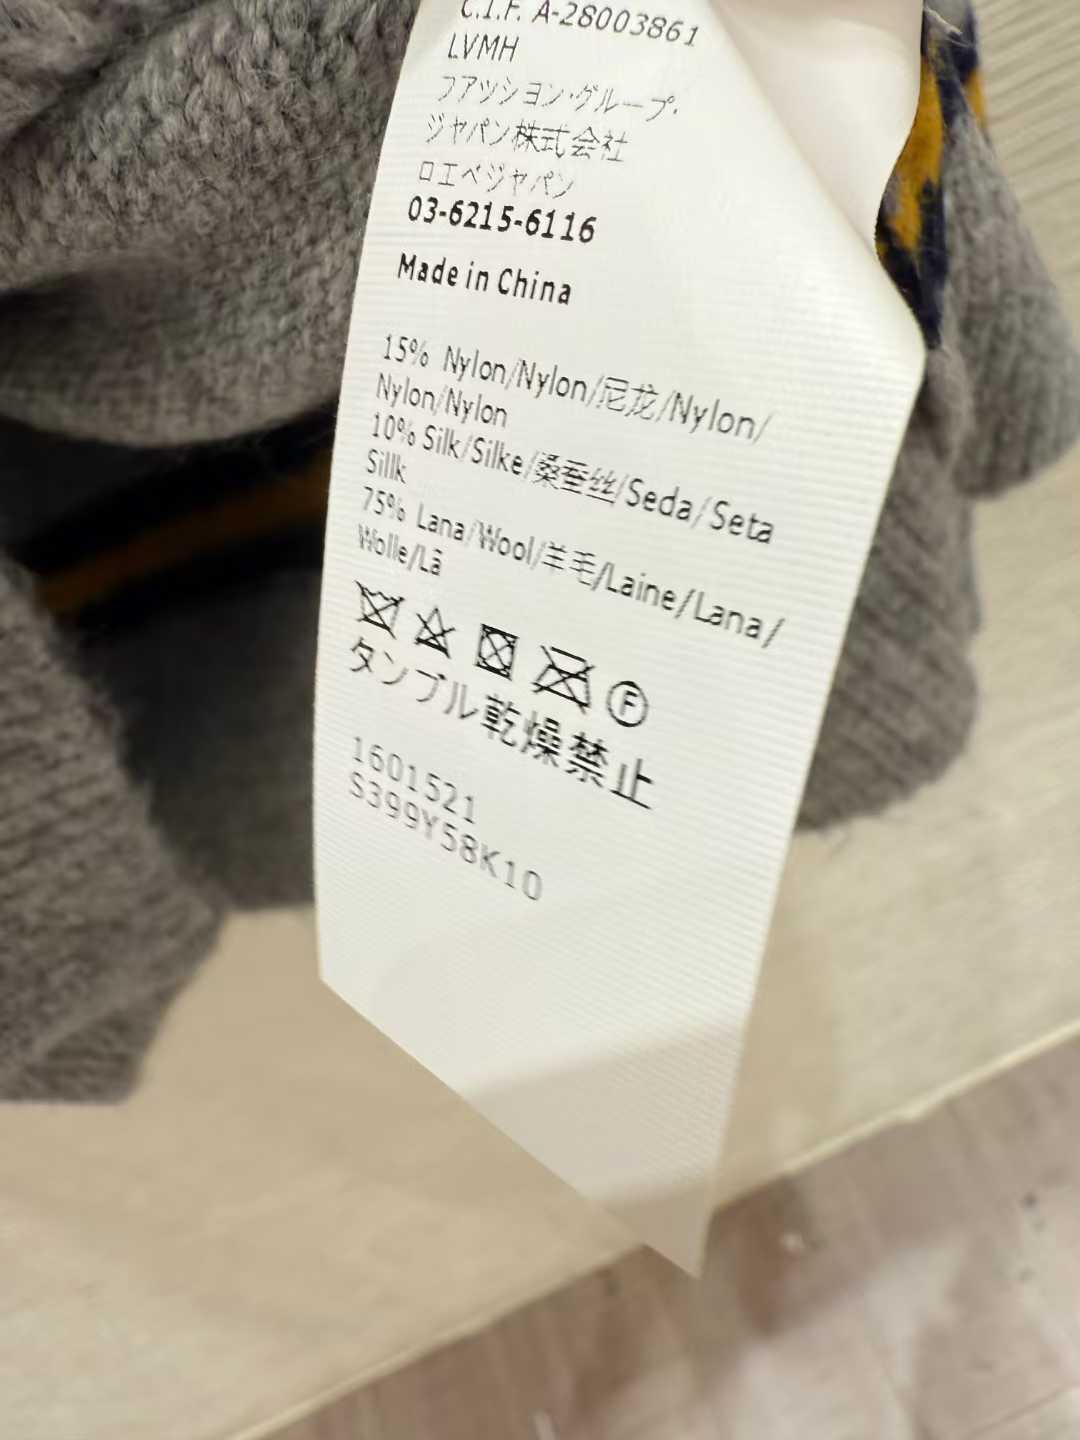 C.I.F. A-28003861
LVMH
ファッション・グループ・
ジャパン株式会社
ロエベジャパン
03-6215-6116
Made in China
15% Nylon/Nylon/尼龙/Nylon/
Nylon/Nylon
10% Silk/Silke/桑蚕丝/Seda/Seta
Sillk
75% Lana/Wool/羊毛/Laine/Lana/
Wolle/Lã
F
タンブル乾燥禁止
1601521
S399Y58K10